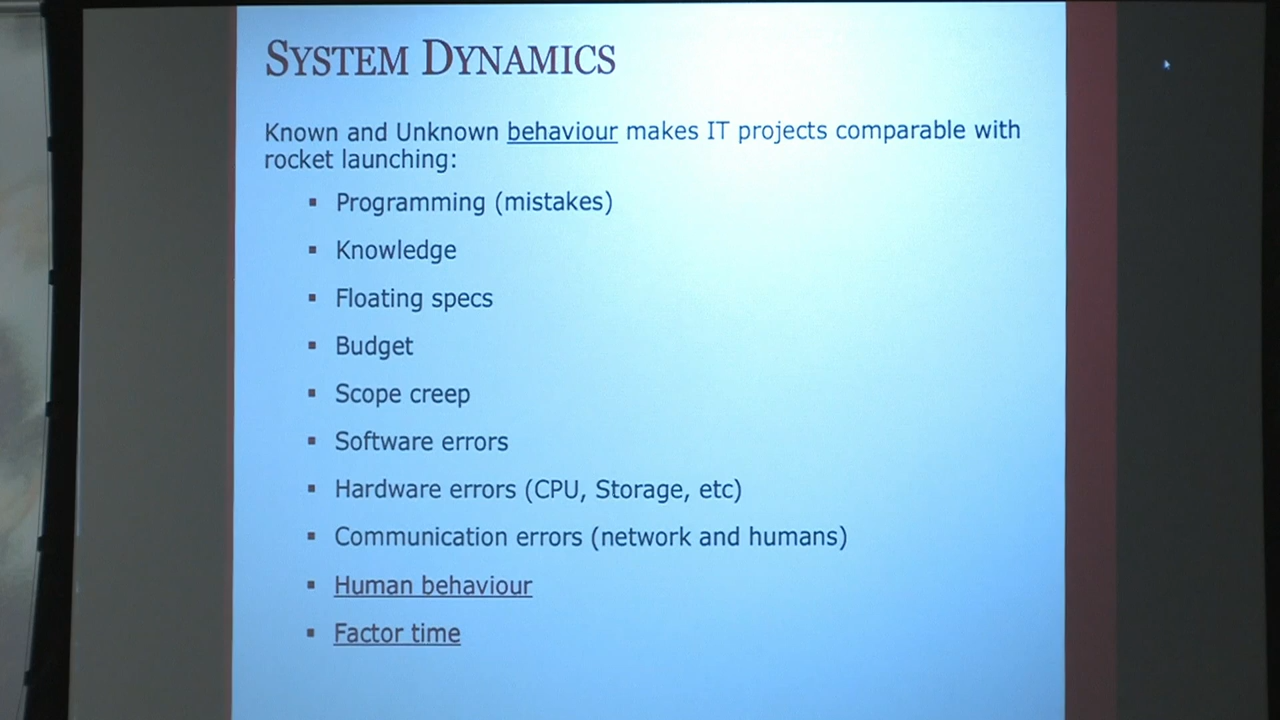 SYSTEM DYNAMICS
Known and Unknown behaviour makes IT projects comparable with
rocket launching:
▪ Programming (mistakes)
▪ Knowledge
▪ Floating specs
▪ Budget
▪ Scope creep
▪ Software errors
▪ Hardware errors (CPU, Storage, etc)
▪ Communication errors (network and humans)
▪ Human behaviour
▪ Factor time